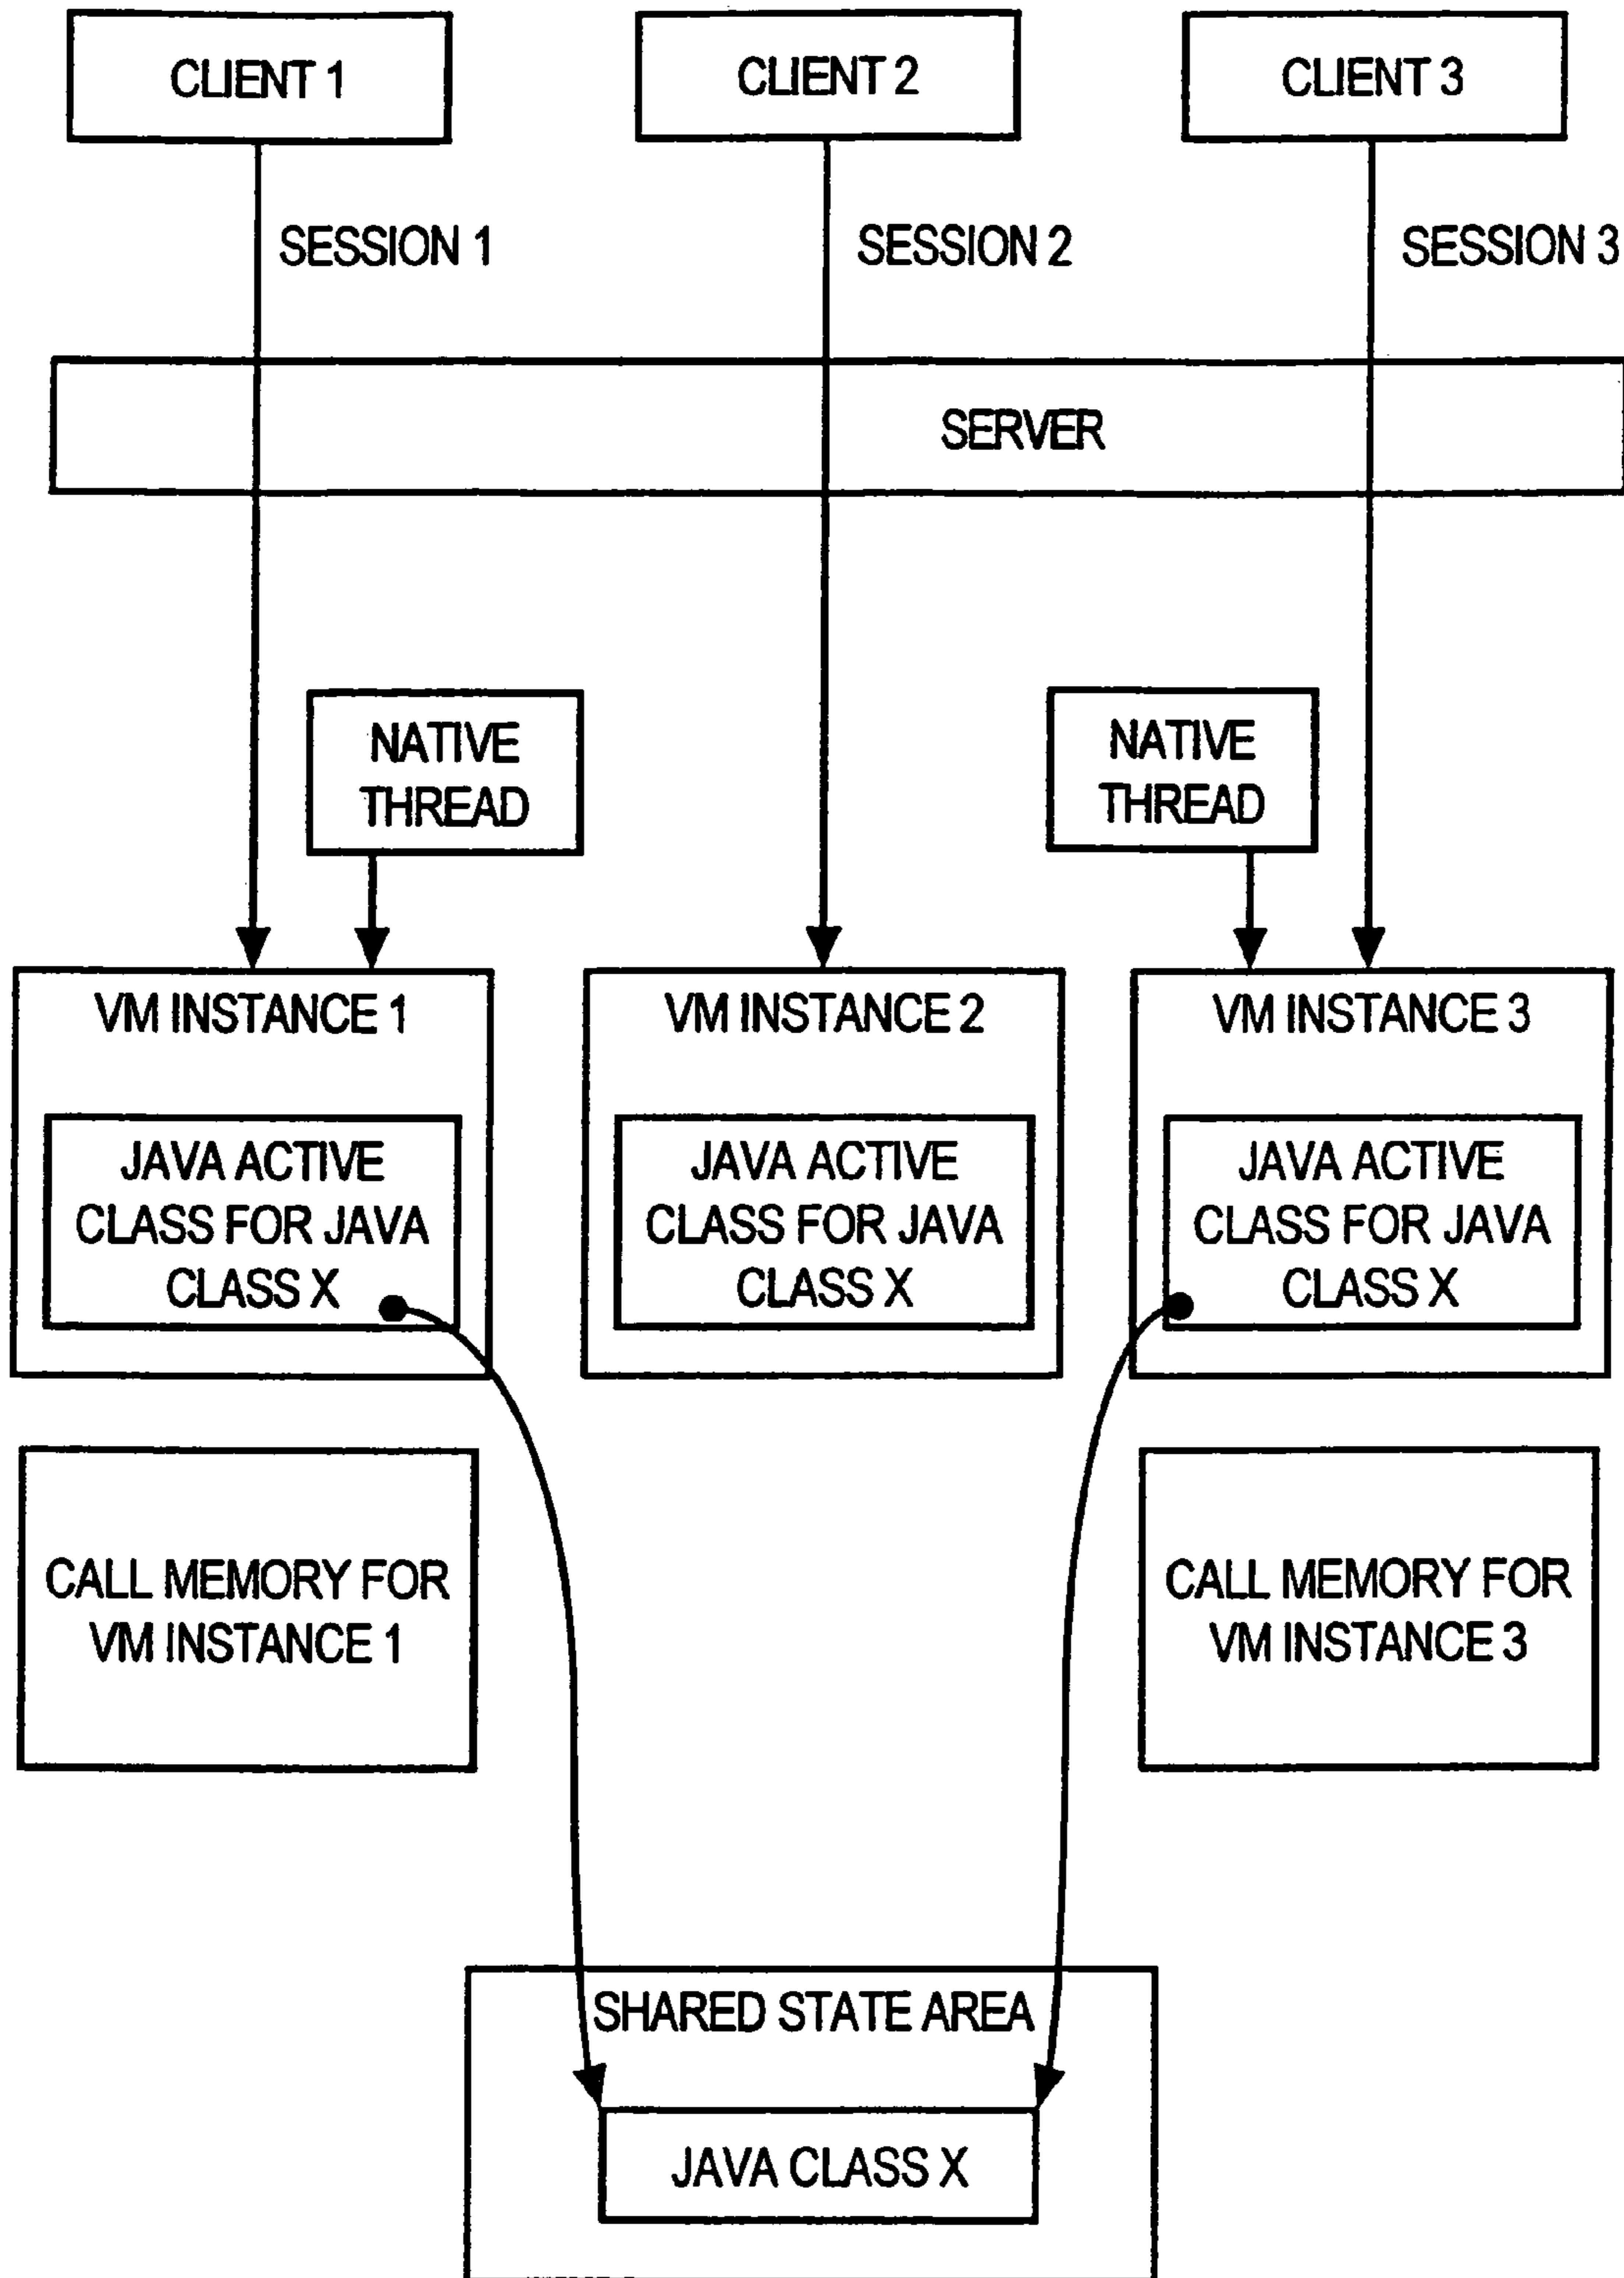 CLIENT 1
CLIENT 2
CLIENT 3
SESSION 1
SESSION 2
SESSION 3
SERVER
NATIVE
THREAD
NATIVE
THREAD
VM INSTANCE 1
JAVA ACTIVE
CLASS FOR JAVA
CLASS X
VM INSTANCE 2
JAVA ACTIVE
CLASS FOR JAVA
CLASS X
VM INSTANCE 3
JAVA ACTIVE
CLASS FOR JAVA
CLASS X
CALL MEMORY FOR
VM INSTANCE 1
CALL MEMORY FOR
VM INSTANCE 3
SHARED STATE AREA
JAVA CLASS X